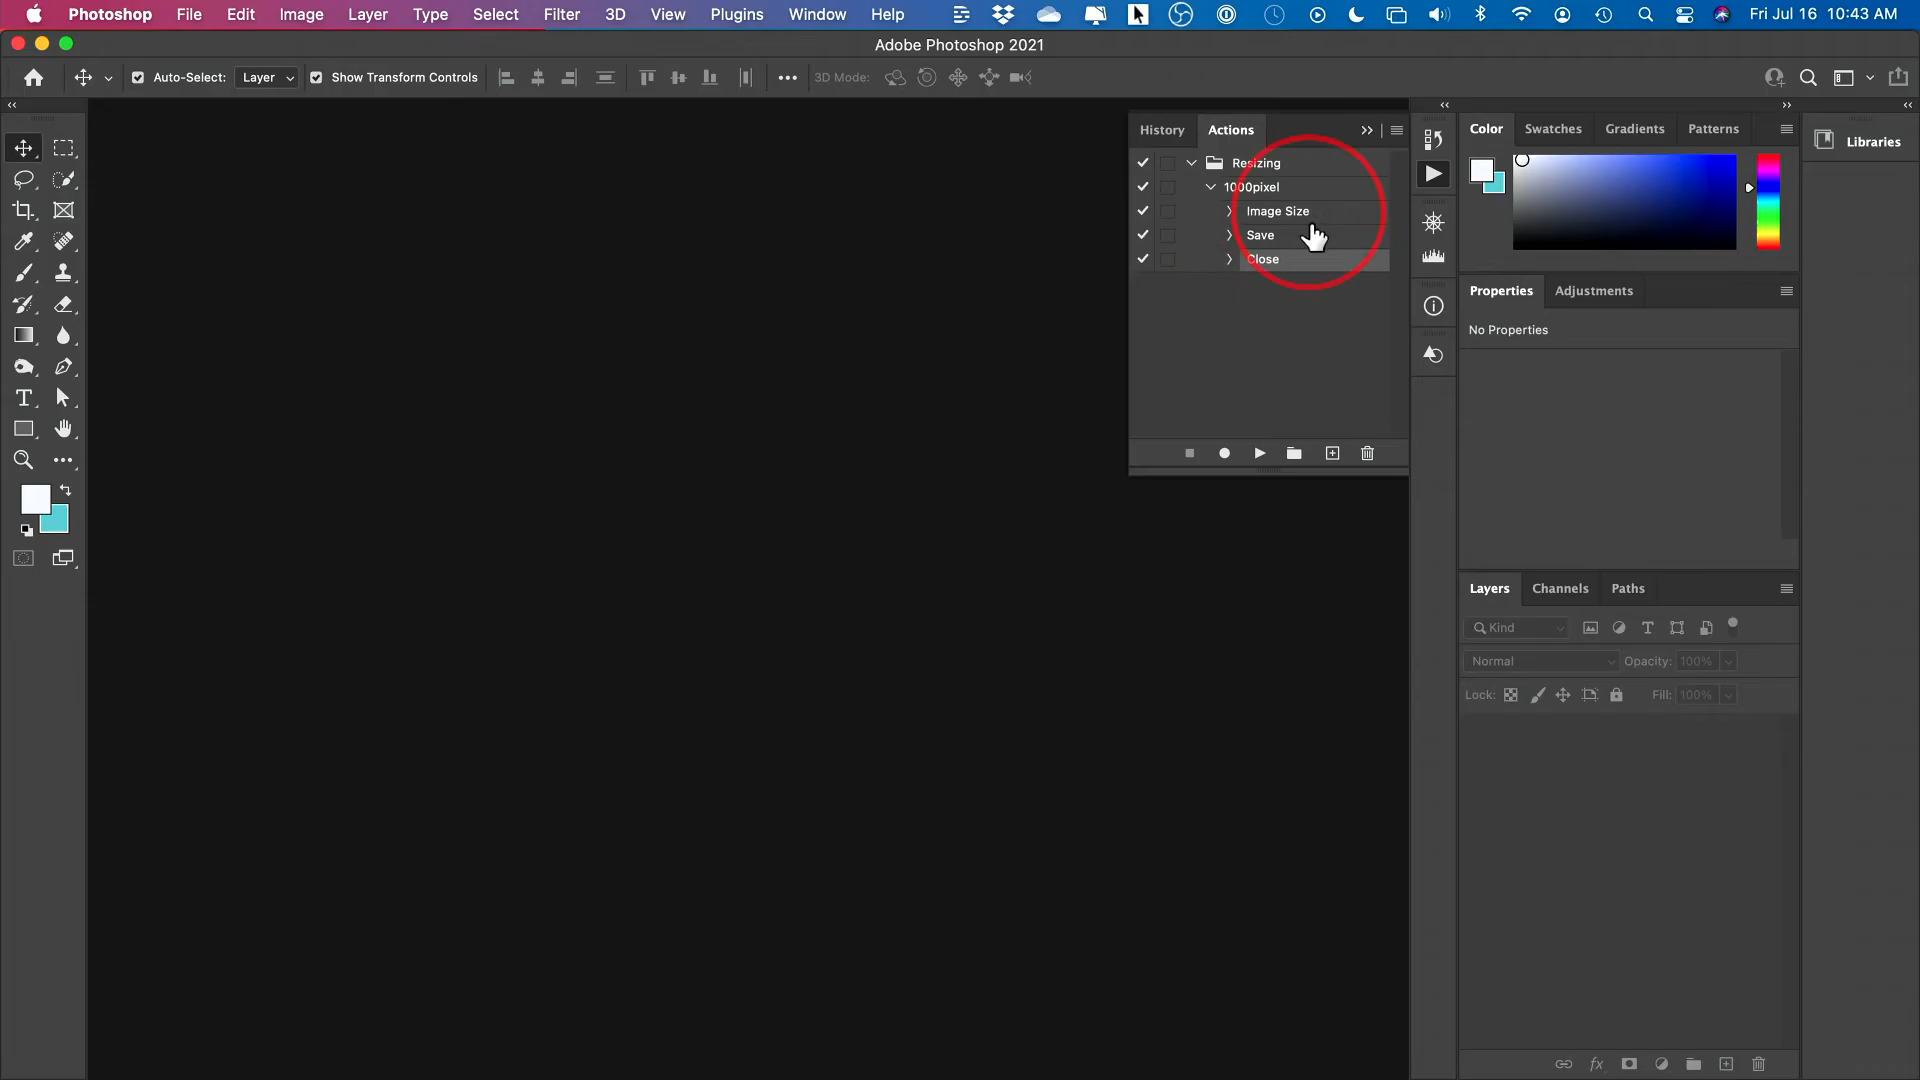 Photoshop File Edit Image Layer Type Select Filter 3D View Plugins Window Help Fri Jul 16 10:43 AM
Adobe Photoshop 2021
Auto-Select: Layer Show Transform Controls 3D Mode:
History Actions
Resizing
1000pixel
Image Size
Save
Close
Color Swatches Gradients Patterns
Libraries
Properties Adjustments
No Properties
Layers Channels Paths
Kind
Normal Opacity: 100%
Lock: Fill: 100%